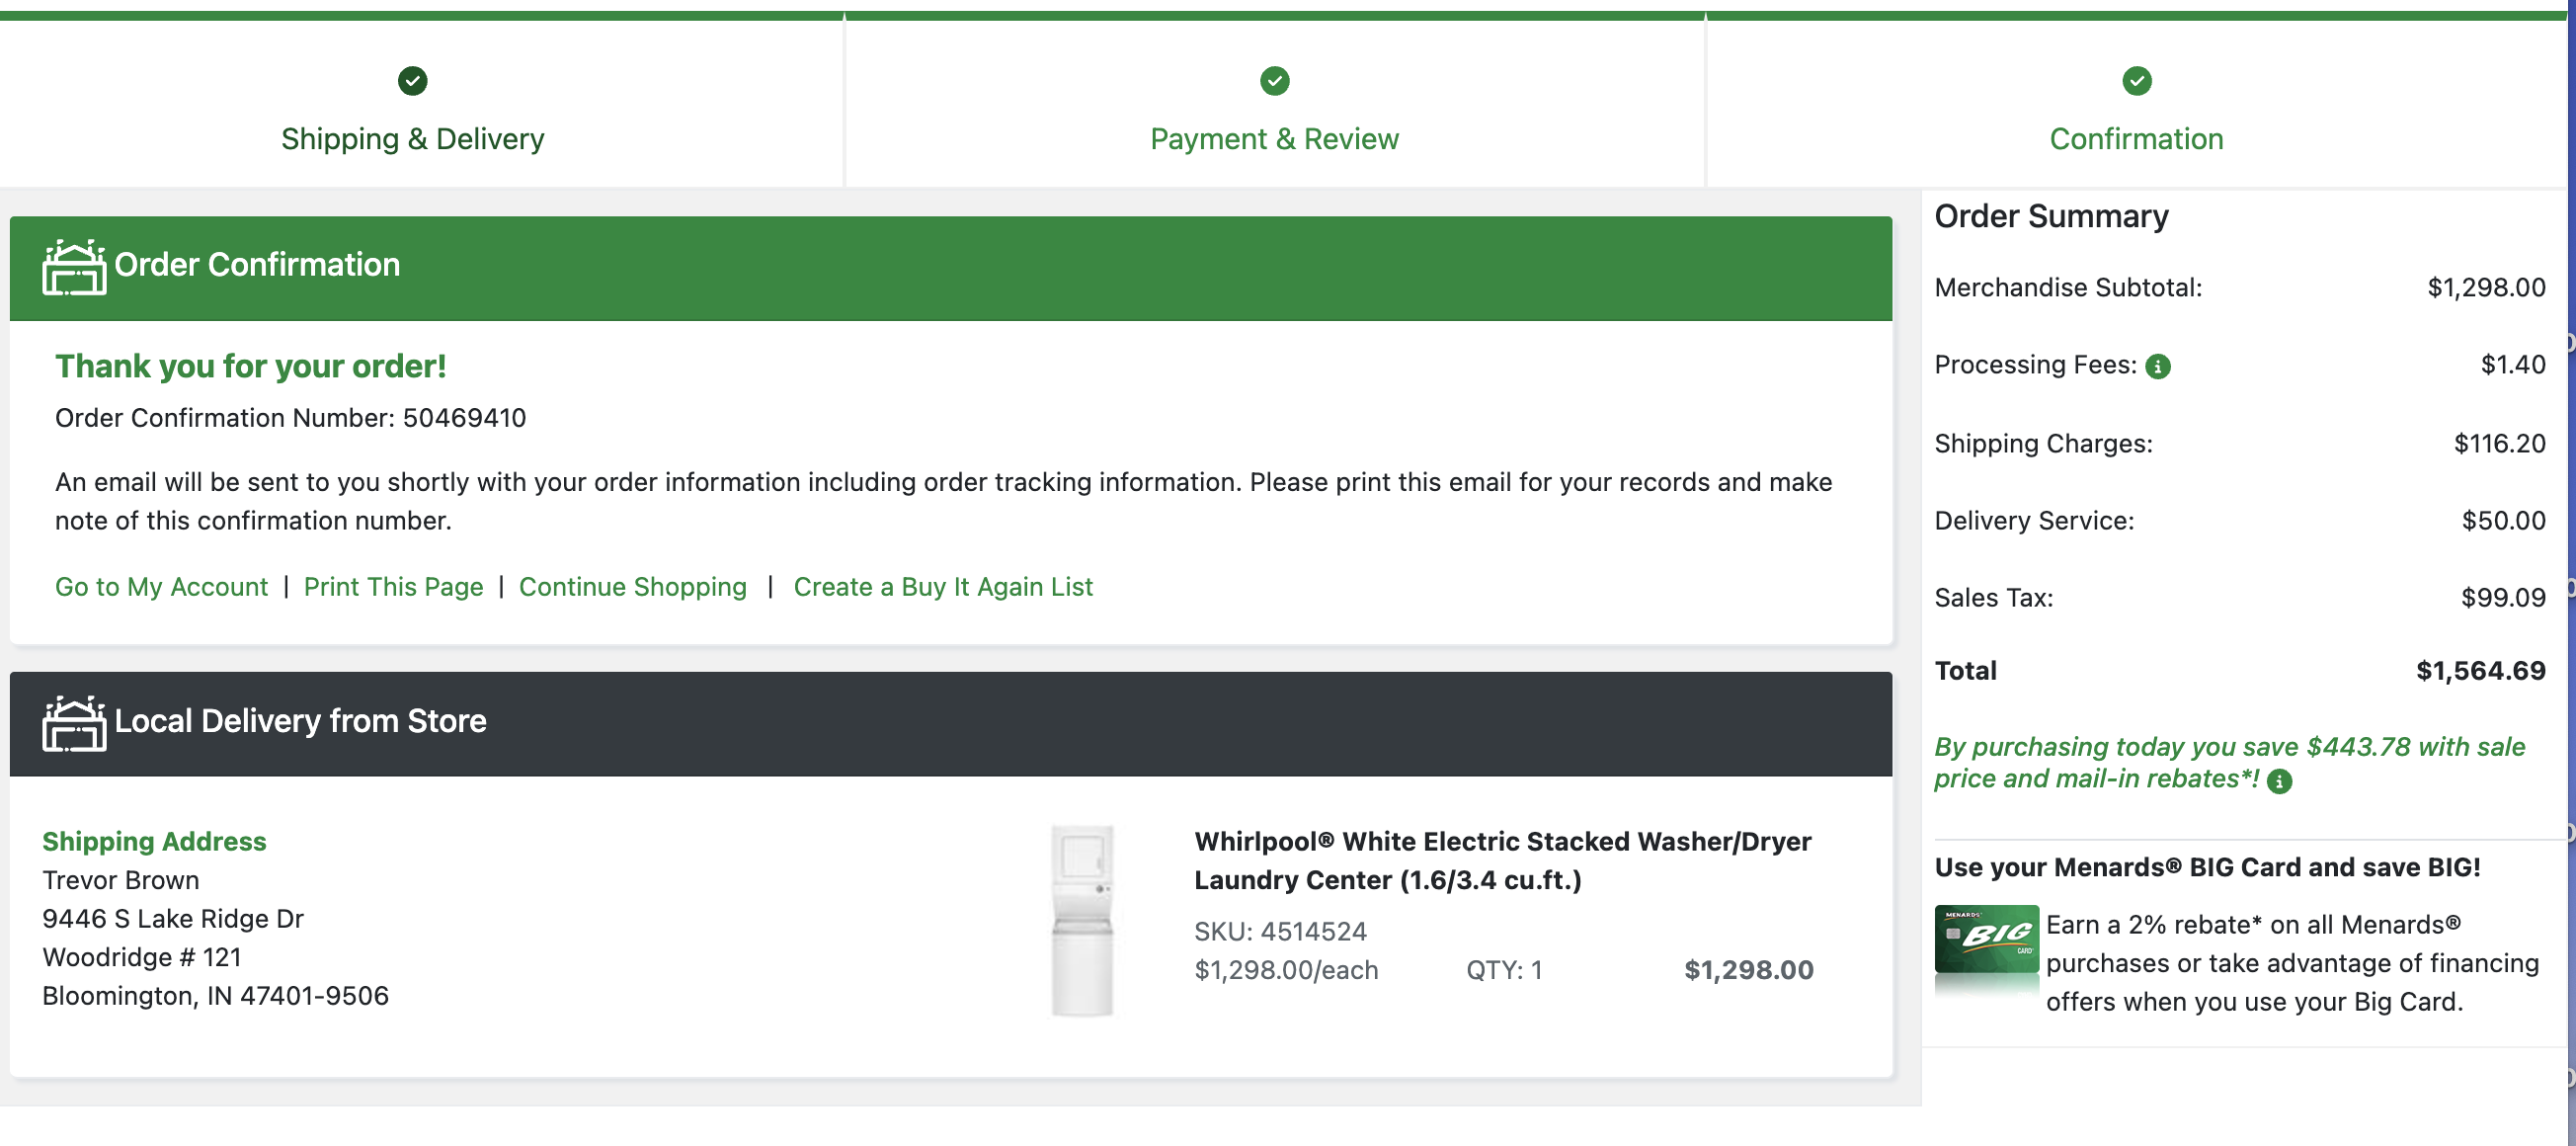 Shipping & Delivery
Payment & Review
Confirmation
Order Confirmation
Thank you for your order!
Order Confirmation Number: 50469410
An email will be sent to you shortly with your order information including order tracking information. Please print this email for your records and make
note of this confirmation number.
Go to My Account | Print This Page | Continue Shopping | Create a Buy It Again List
Local Delivery from Store
Shipping Address
Trevor Brown
9446 S Lake Ridge Dr
Woodridge # 121
Bloomington, IN 47401-9506
Whirlpool® White Electric Stacked Washer/Dryer
Laundry Center (1.6/3.4 cu.ft.)
SKU: 4514524
$1,298.00/each QTY: 1 $1,298.00
Order Summary
Merchandise Subtotal: $1,298.00
Processing Fees: $1.40
Shipping Charges: $116.20
Delivery Service: $50.00
Sales Tax: $99.09
Total $1,564.69
By purchasing today you save $443.78 with sale
price and mail-in rebates*!
Use your Menards® BIG Card and save BIG!
MENARDS
BIG
CARD
Earn a 2% rebate* on all Menards®
purchases or take advantage of financing
offers when you use your Big Card.